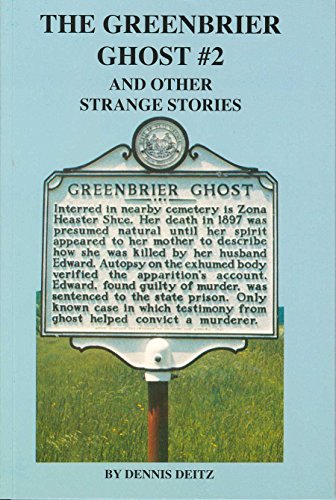 THE GREENBRIER
GHOST #2
AND OTHER
STRANGE STORIES
GREENBRIER GHOST
Interred in nearby cemetery is Zona
Heaster Shue. Her death in 1897 was
presumed natural until her spirit
appeared to her mother to describe
how she was killed by her husband
Edward. Autopsy on the exhumed body
verified the apparition's account.
Edward, found guilty of murder, was
sentenced to the state prison. Only
known case in which testimony from
ghost helped convict a murderer.
BY DENNIS DEITZ